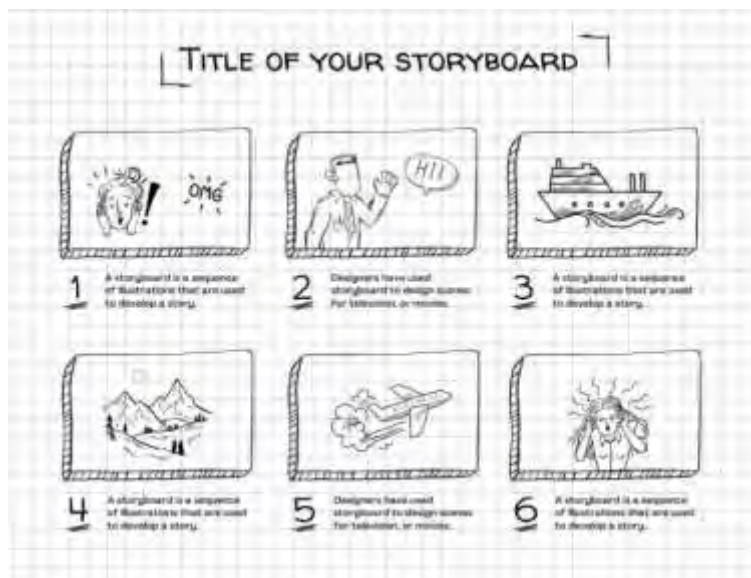 TITLE OF YOUR STORYBOARD
OMG
HI!
1
A storyboard is a sequence
of illustrations that are used
to develop a story.
2
Designers have used
storyboard to design scenes
for television, or movies.
3
A storyboard is a sequence
of illustrations that are used
to develop a story.
4
A storyboard is a sequence
of illustrations that are used
to develop a story.
5
Designers have used
storyboard to design scenes
for television, or movies.
6
A storyboard is a sequence
of illustrations that are used
to develop a story.